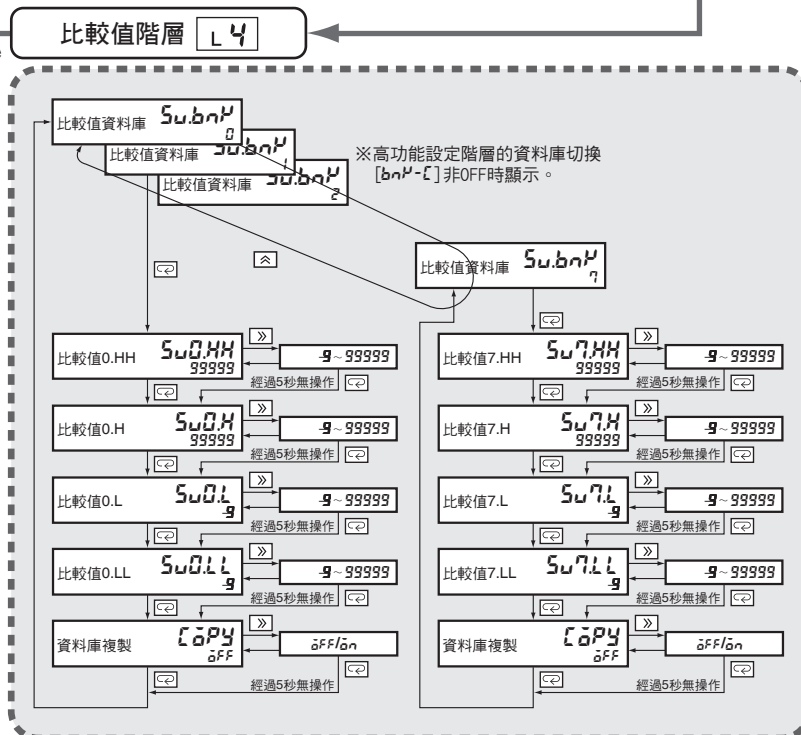 比較值階層 L 4
比較值資料庫 Su.bnK
0
比較值資料庫 Su.bnK
1
比較值資料庫 Su.bnK
2
※高功能設定階層的資料庫切換
[bnK-C]非OFF時顯示。
比較值資料庫 Su.bnK
7
比較值0.HH Su0.HH
99999
-9~99999
經過5秒無操作
比較值0.H Su0.H
99999
-9~99999
經過5秒無操作
比較值0.L Su0.L
-9
-9~99999
經過5秒無操作
比較值0.LL Su0.LL
-9
-9~99999
經過5秒無操作
資料庫複製 CoPY
oFF
oFF/on
經過5秒無操作
比較值7.HH Su7.HH
99999
-9~99999
經過5秒無操作
比較值7.H Su7.H
99999
-9~99999
經過5秒無操作
比較值7.L Su7.L
-9
-9~99999
經過5秒無操作
比較值7.LL Su7.LL
-9
-9~99999
經過5秒無操作
資料庫複製 CoPY
oFF
oFF/on
經過5秒無操作